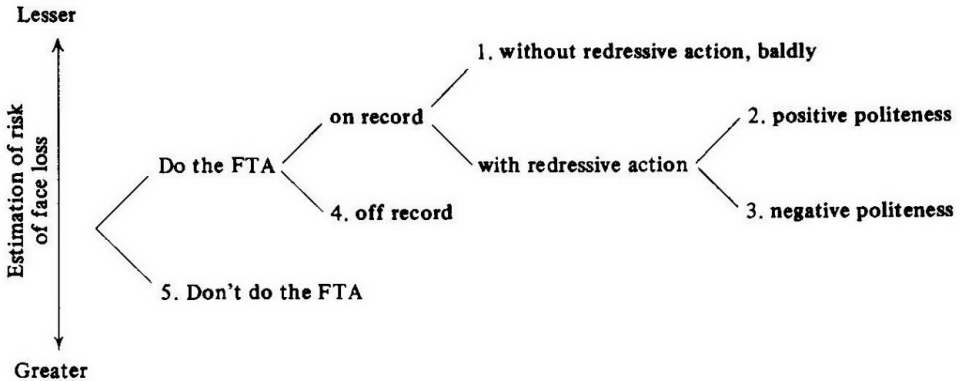 Lesser
1. without redressive action, baldly
on record
2. positive politeness
Estimation of risk
of face loss
Do the FTA
with redressive action
4. off record
3. negative politeness
5. Don't do the FTA
Greater